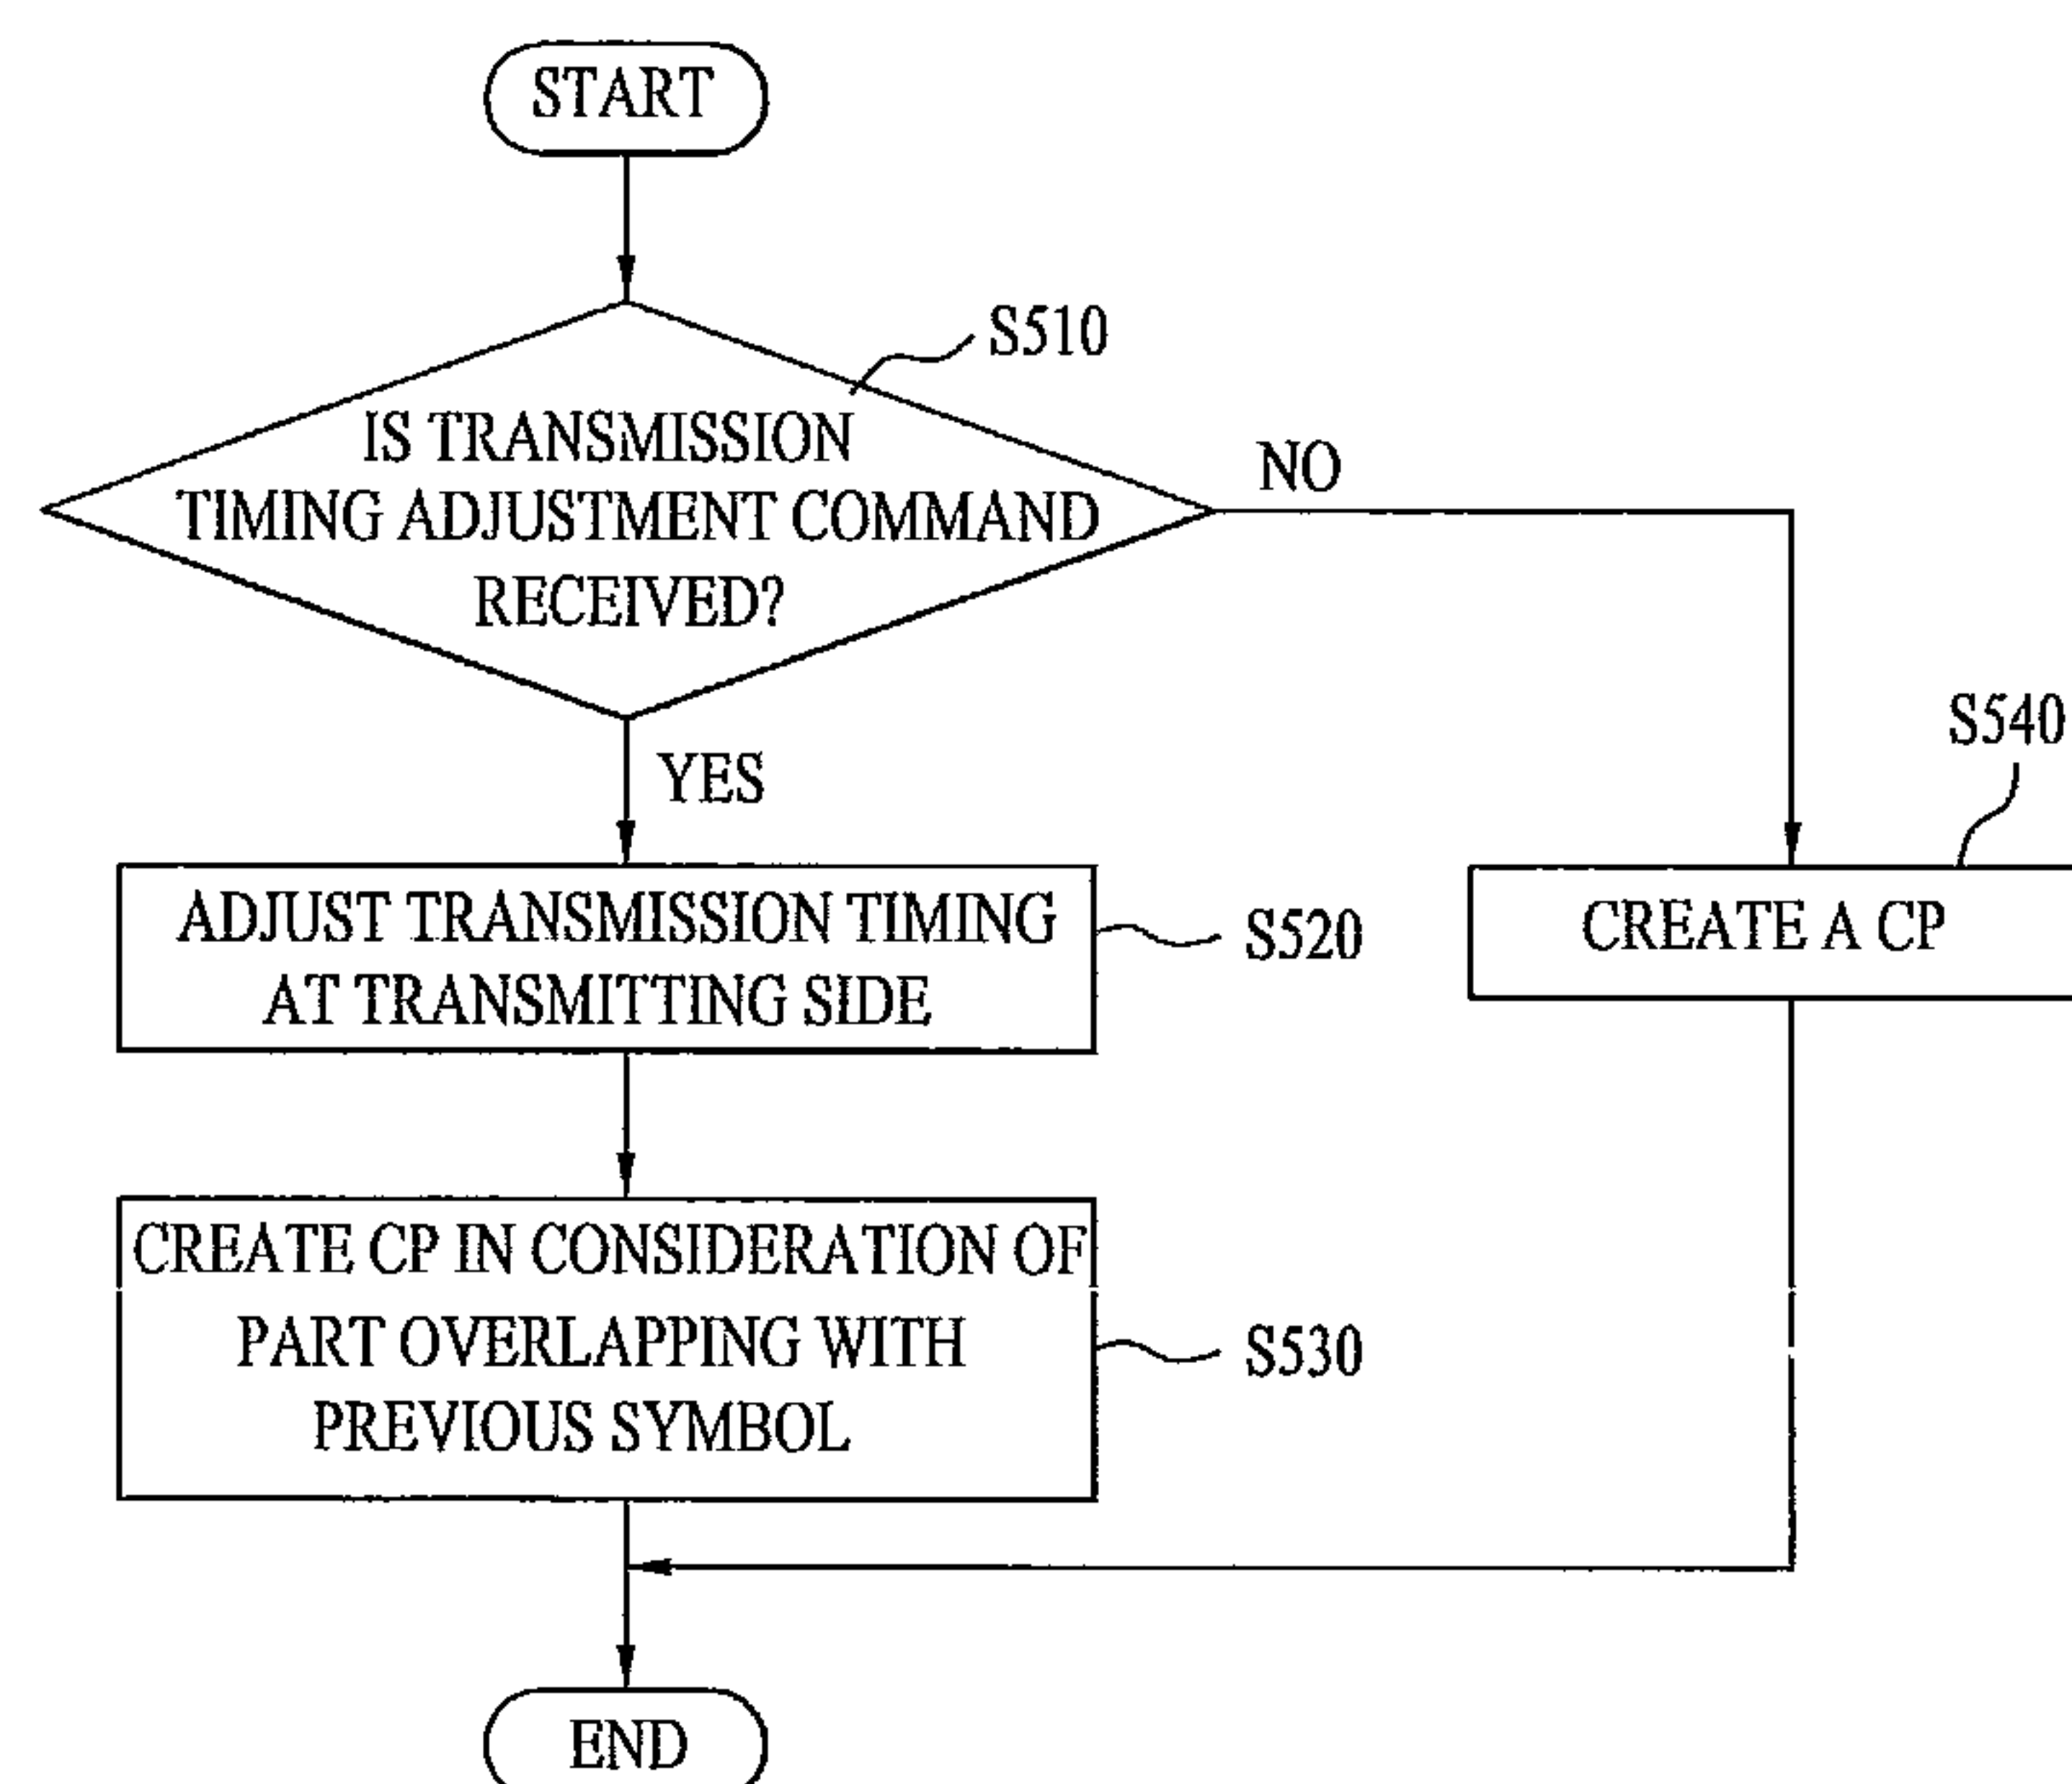 START
S510
IS TRANSMISSION
TIMING ADJUSTMENT COMMAND
RECEIVED?
NO
YES
S540
ADJUST TRANSMISSION TIMING
AT TRANSMITTING SIDE
S520
CREATE A CP
CREATE CP IN CONSIDERATION OF
PART OVERLAPPING WITH
PREVIOUS SYMBOL
S530
END